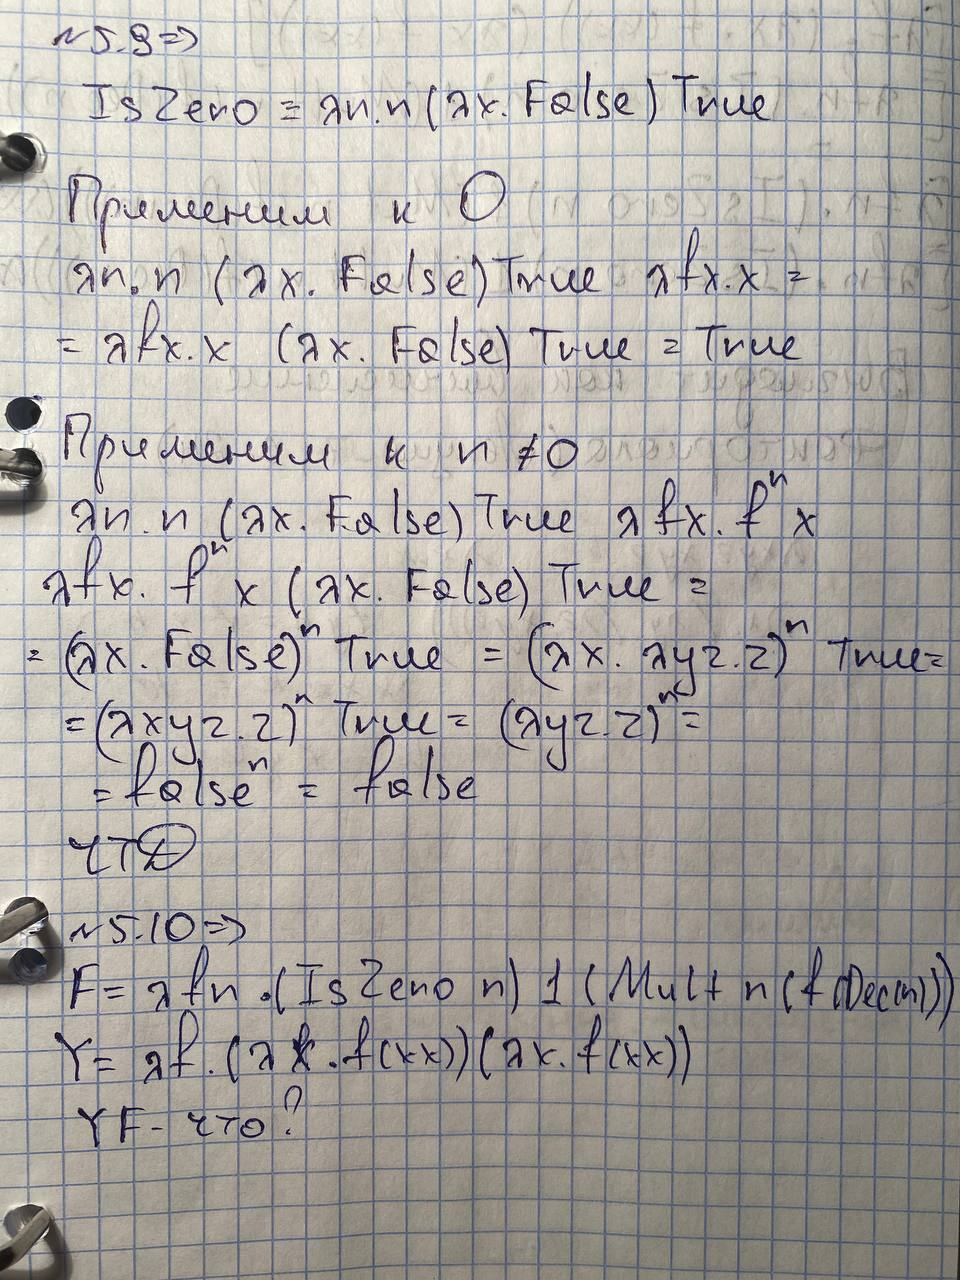 №5.9⇒
IsZero = λn.n(λx.False)True
Применим к 0
λn.n (λx.False)True λfx.x =
= λfx.x (λx.False) True = True
Применим к n ≠ 0
λn.n (λx.False) True λfx.fⁿx
λfx.fⁿx (λx.False) True =
= (λx.False)ⁿ True = (λx.λyz.z)ⁿ True=
=(λxyz.z)ⁿ True = (λyz.z)ⁿ=
= falseⁿ = false
ЧТД
№5.10⇒
F= λfn.(IsZero n) 1 (Mult n(f(Dec(n)))
Y= λf.(λx.f(xx))(λx.f(xx))
YF - что?